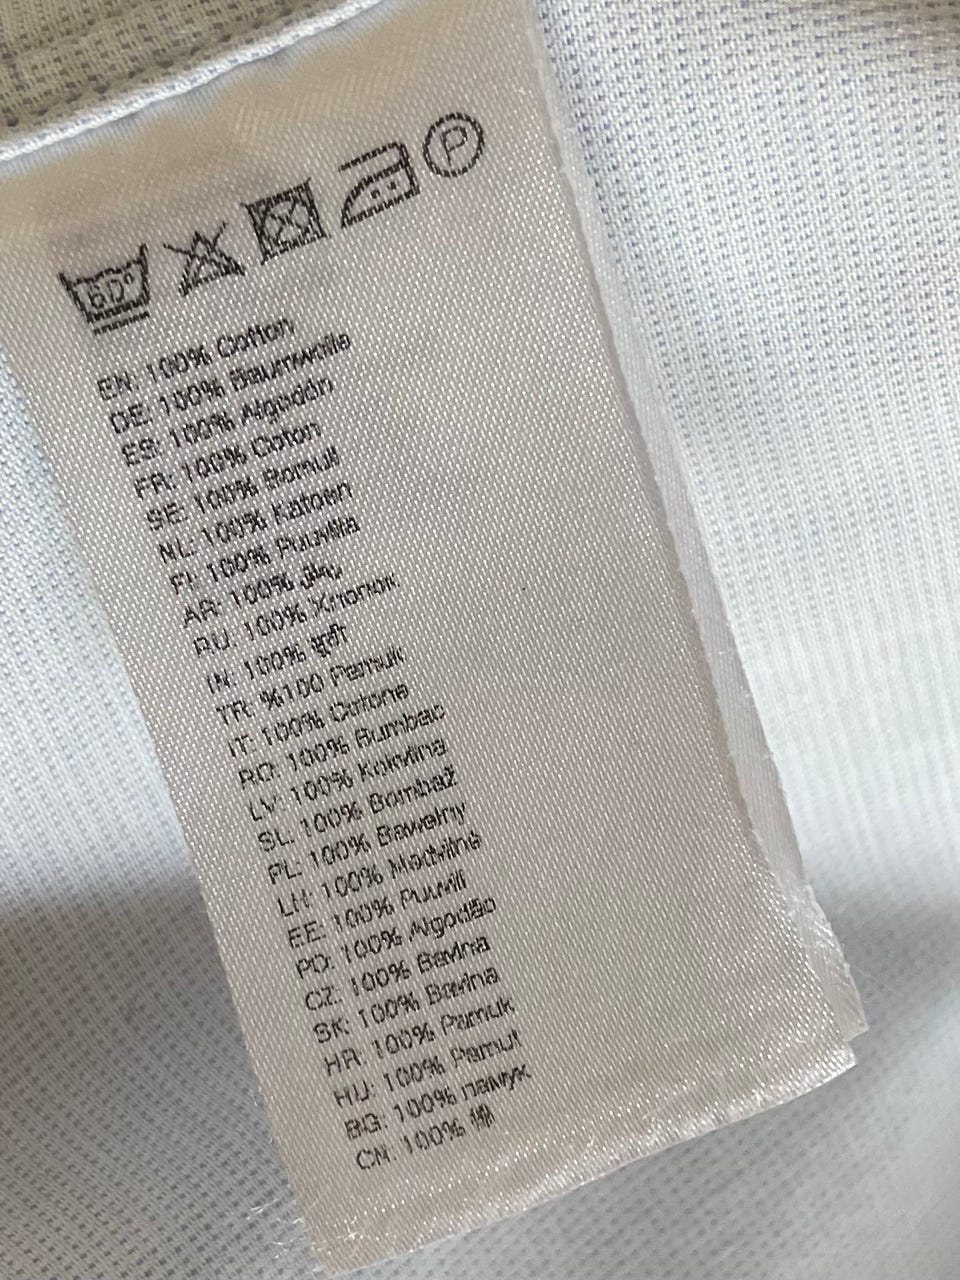 60°
P
EN: 100% Cotton
DE: 100% Baumwolle
ES: 100% Algodón
FR: 100% Coton
SE: 100% Bomull
NL: 100% Katoen
FI: 100% Puuvilla
AR: 100%
RU: 100% Хлопок
IN: 100% सूती
TR: %100 Pamuk
IT: 100% Cotone
RO: 100% Bumbac
LV: 100% Kokvilna
SL: 100% Bombaž
PL: 100% Bawełny
LH: 100% Medvilnė
EE: 100% Puuvill
PO: 100% Algodão
CZ: 100% Bavlna
SK: 100% Bavlna
HR: 100% Pamuk
HU: 100% Pamut
BG: 100% памук
CN: 100% 棉